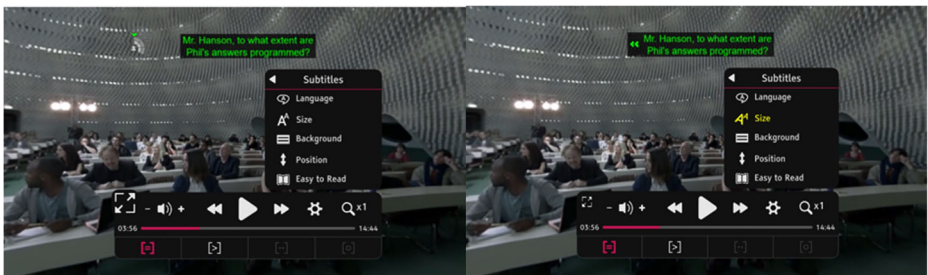 Mr. Hanson, to what extent are
Phil's answers programmed?
Subtitles
Language
Size
Background
Position
Easy to Read
- +
x1
03:56
14:44
[=] [>] [...] [o]
Mr. Hanson, to what extent are
Phil's answers programmed?
Subtitles
Language
Size
Background
Position
Easy to Read
- +
x1
03:56
14:44
[=] [>] [...] [o]